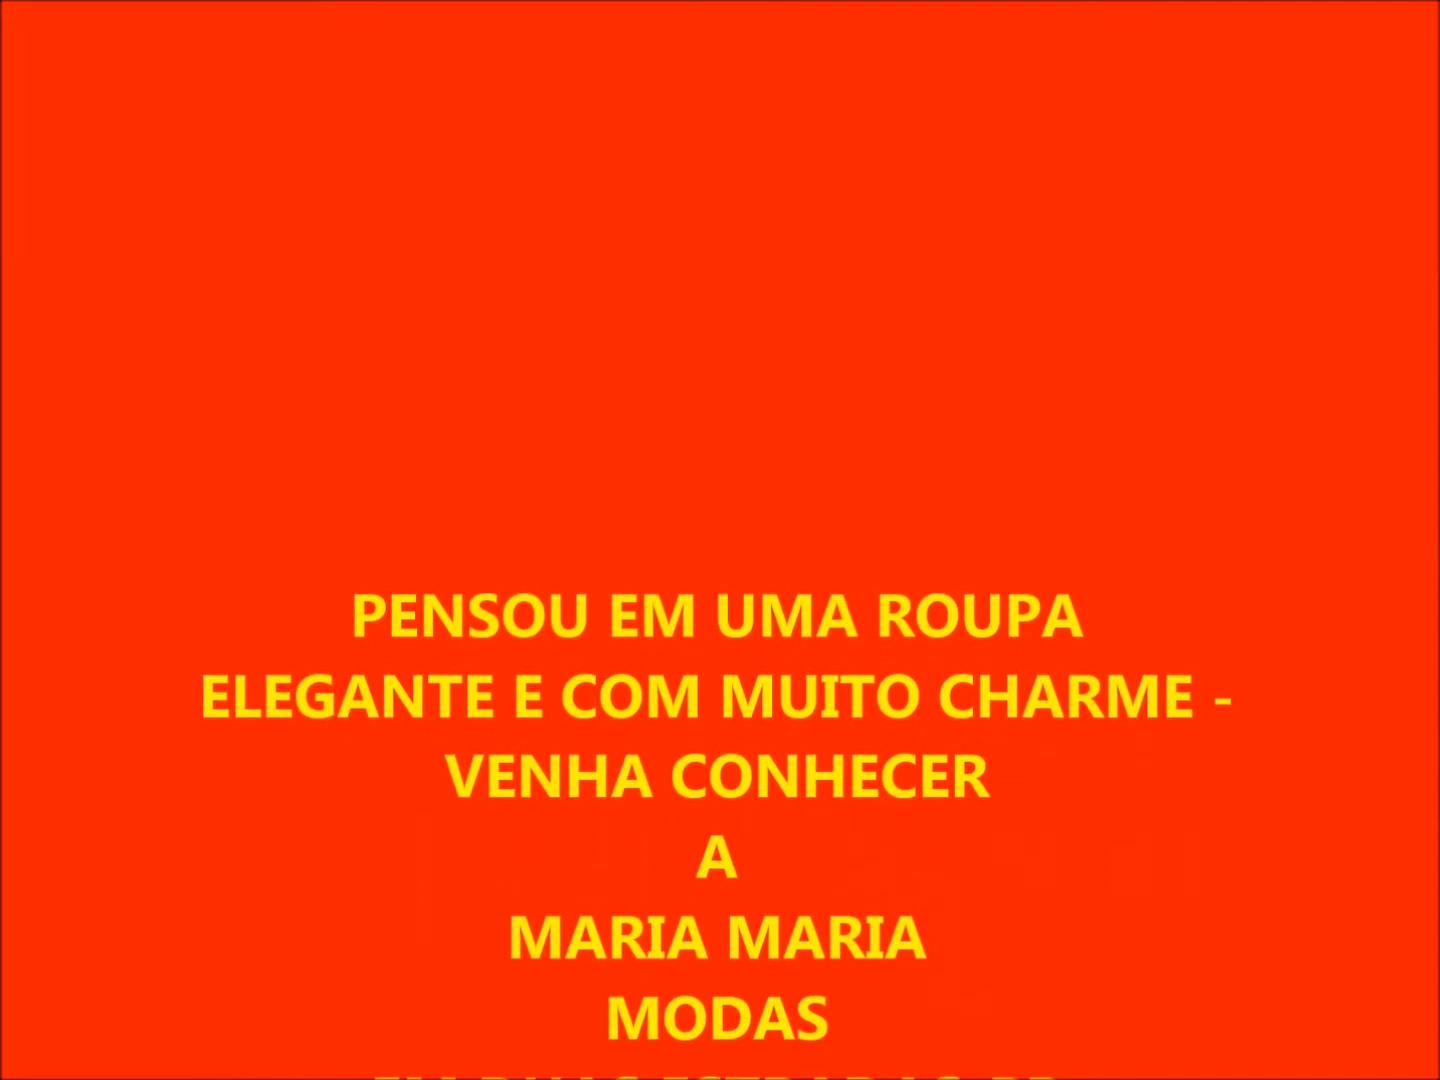 PENSOU EM UMA ROUPA
ELEGANTE E COM MUITO CHARME -
VENHA CONHECER
A
MARIA MARIA
MODAS